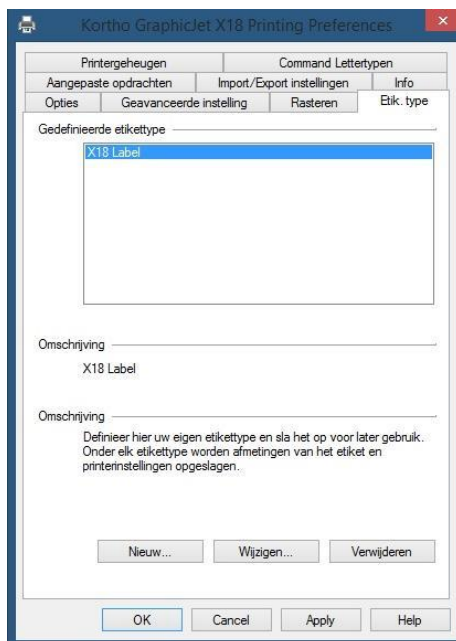 Kortho GraphicJet X18 Printing Preferences
Printergeheugen
Command Lettertypen
Aangepaste opdrachten
Import/Export instellingen
Info
Opties
Geavanceerde instelling
Rasteren
Etik. type
Gedefinieerde etikettype
X18 Label
Omschrijving
X18 Label
Omschrijving
Definieer hier uw eigen etikettype en sla het op voor later gebruik.
Onder elk etikettype worden afmetingen van het etiket en
printerinstellingen opgeslagen.
Nieuw...
Wijzigen...
Verwijderen
OK
Cancel
Apply
Help